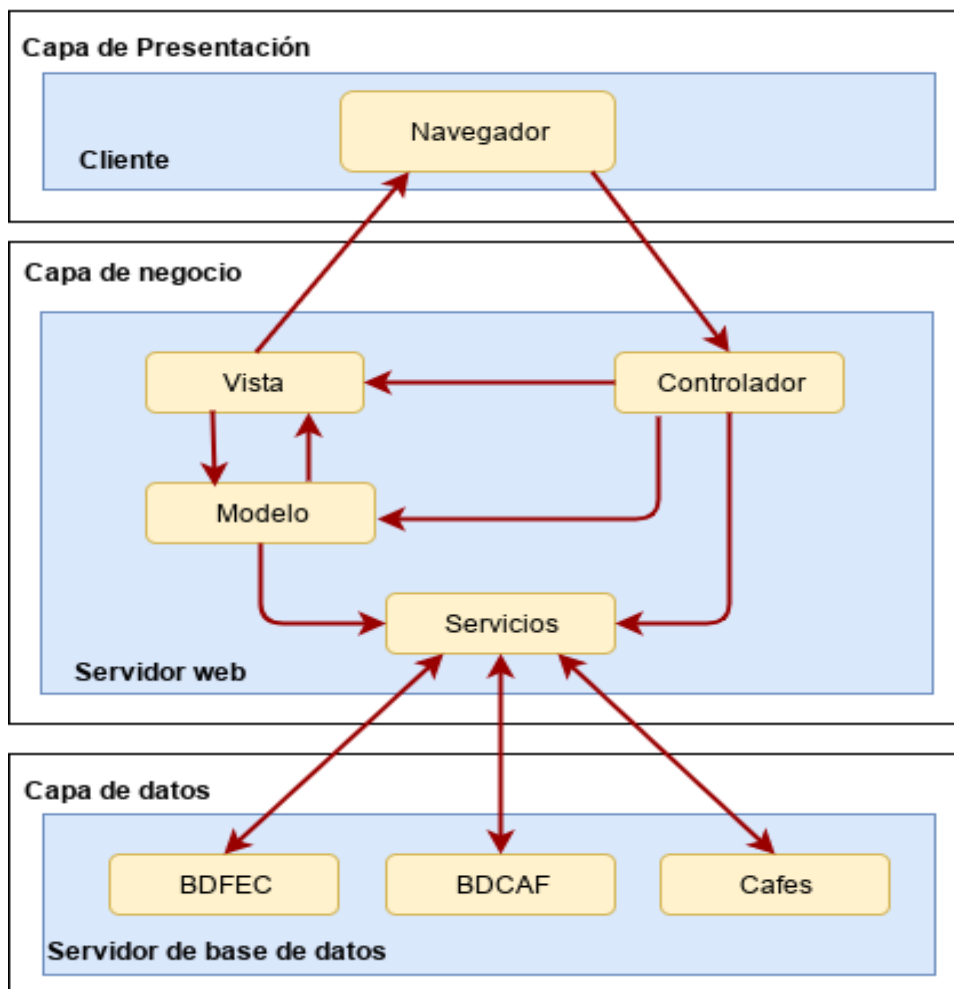 Capa de Presentación
Navegador
Cliente
Capa de negocio
Vista
Controlador
Modelo
Servicios
Servidor web
Capa de datos
BDFEC
BDCAF
Cafes
Servidor de base de datos